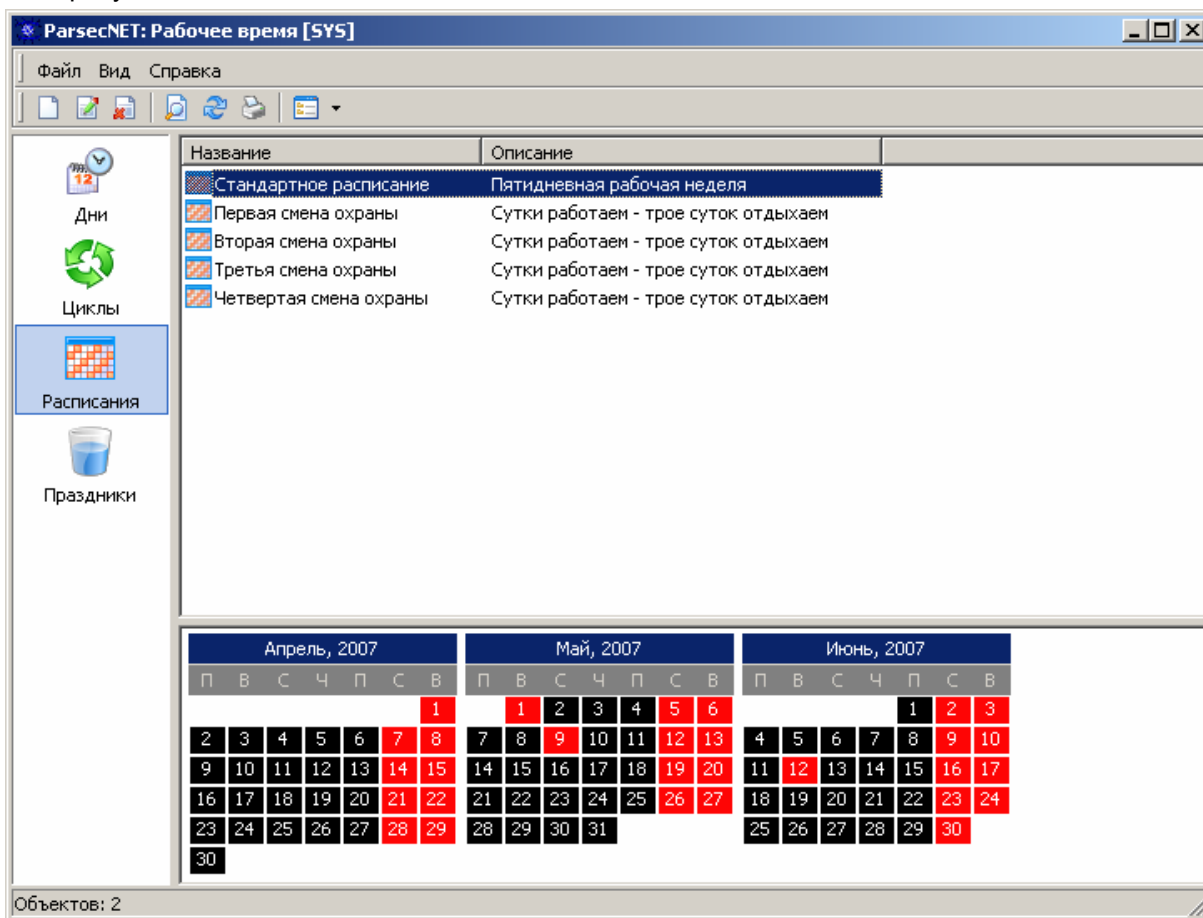 ParsecNET: Рабочее время [SYS]
Файл Вид Справка
Название Описание
Стандартное расписание Пятидневная рабочая неделя
Первая смена охраны Сутки работаем - трое суток отдыхаем
Вторая смена охраны Сутки работаем - трое суток отдыхаем
Третья смена охраны Сутки работаем - трое суток отдыхаем
Четвертая смена охраны Сутки работаем - трое суток отдыхаем
12
Дни
Циклы
Расписания
Праздники
Апрель, 2007 Май, 2007 Июнь, 2007
П В С Ч П С В П В С Ч П С В П В С Ч П С В
1 1 2 3 4 5 6 1 2 3
2 3 4 5 6 7 8 7 8 9 10 11 12 13 4 5 6 7 8 9 10
9 10 11 12 13 14 15 14 15 16 17 18 19 20 11 12 13 14 15 16 17
16 17 18 19 20 21 22 21 22 23 24 25 26 27 18 19 20 21 22 23 24
23 24 25 26 27 28 29 28 29 30 31 25 26 27 28 29 30
30
Объектов: 2